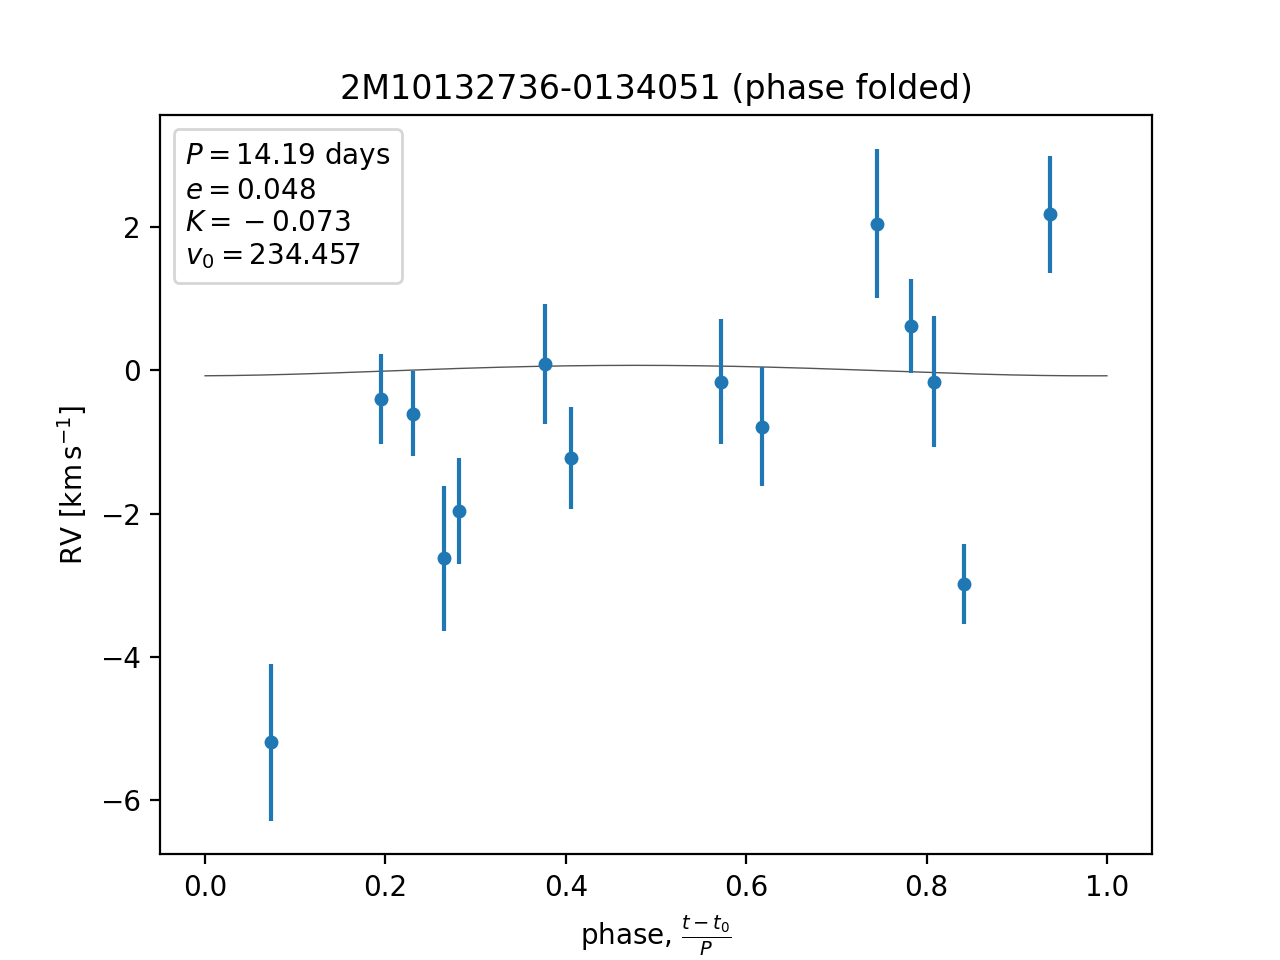 2M10132736-0134051 (phase folded)
P = 14.19 days
e = 0.048
K = −0.073
v₀ = 234.457
2
0
−2
−4
−6
RV [km s⁻¹]
0.0 0.2 0.4 0.6 0.8 1.0
phase, (t − t₀)/P